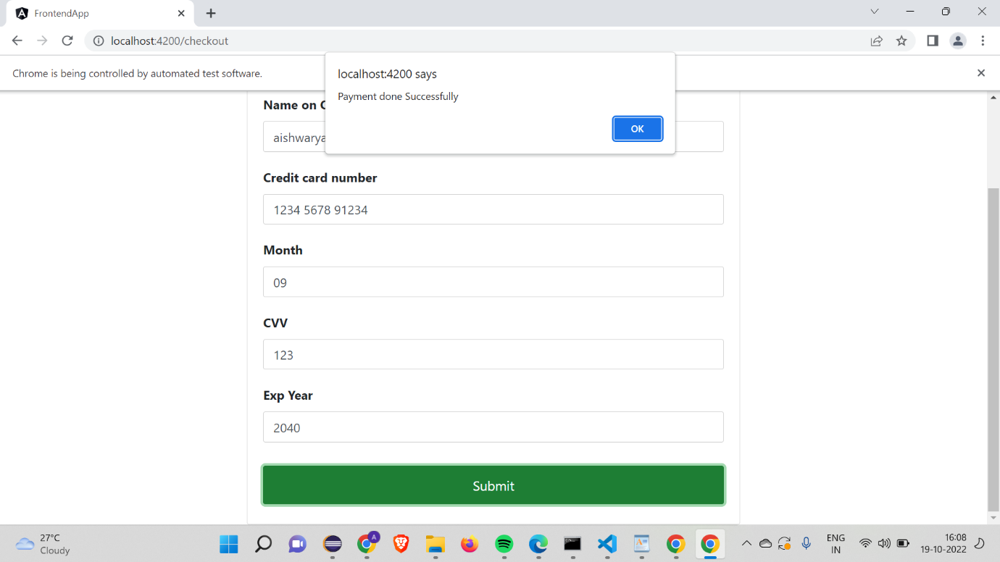 FrontendApp
localhost:4200/checkout
Chrome is being controlled by automated test software.
localhost:4200 says
Payment done Successfully
OK
Name on C
aishwarya
Credit card number
1234 5678 91234
Month
09
CVV
123
Exp Year
2040
Submit
27°C
Cloudy
A
ENG
IN
16:08
19-10-2022